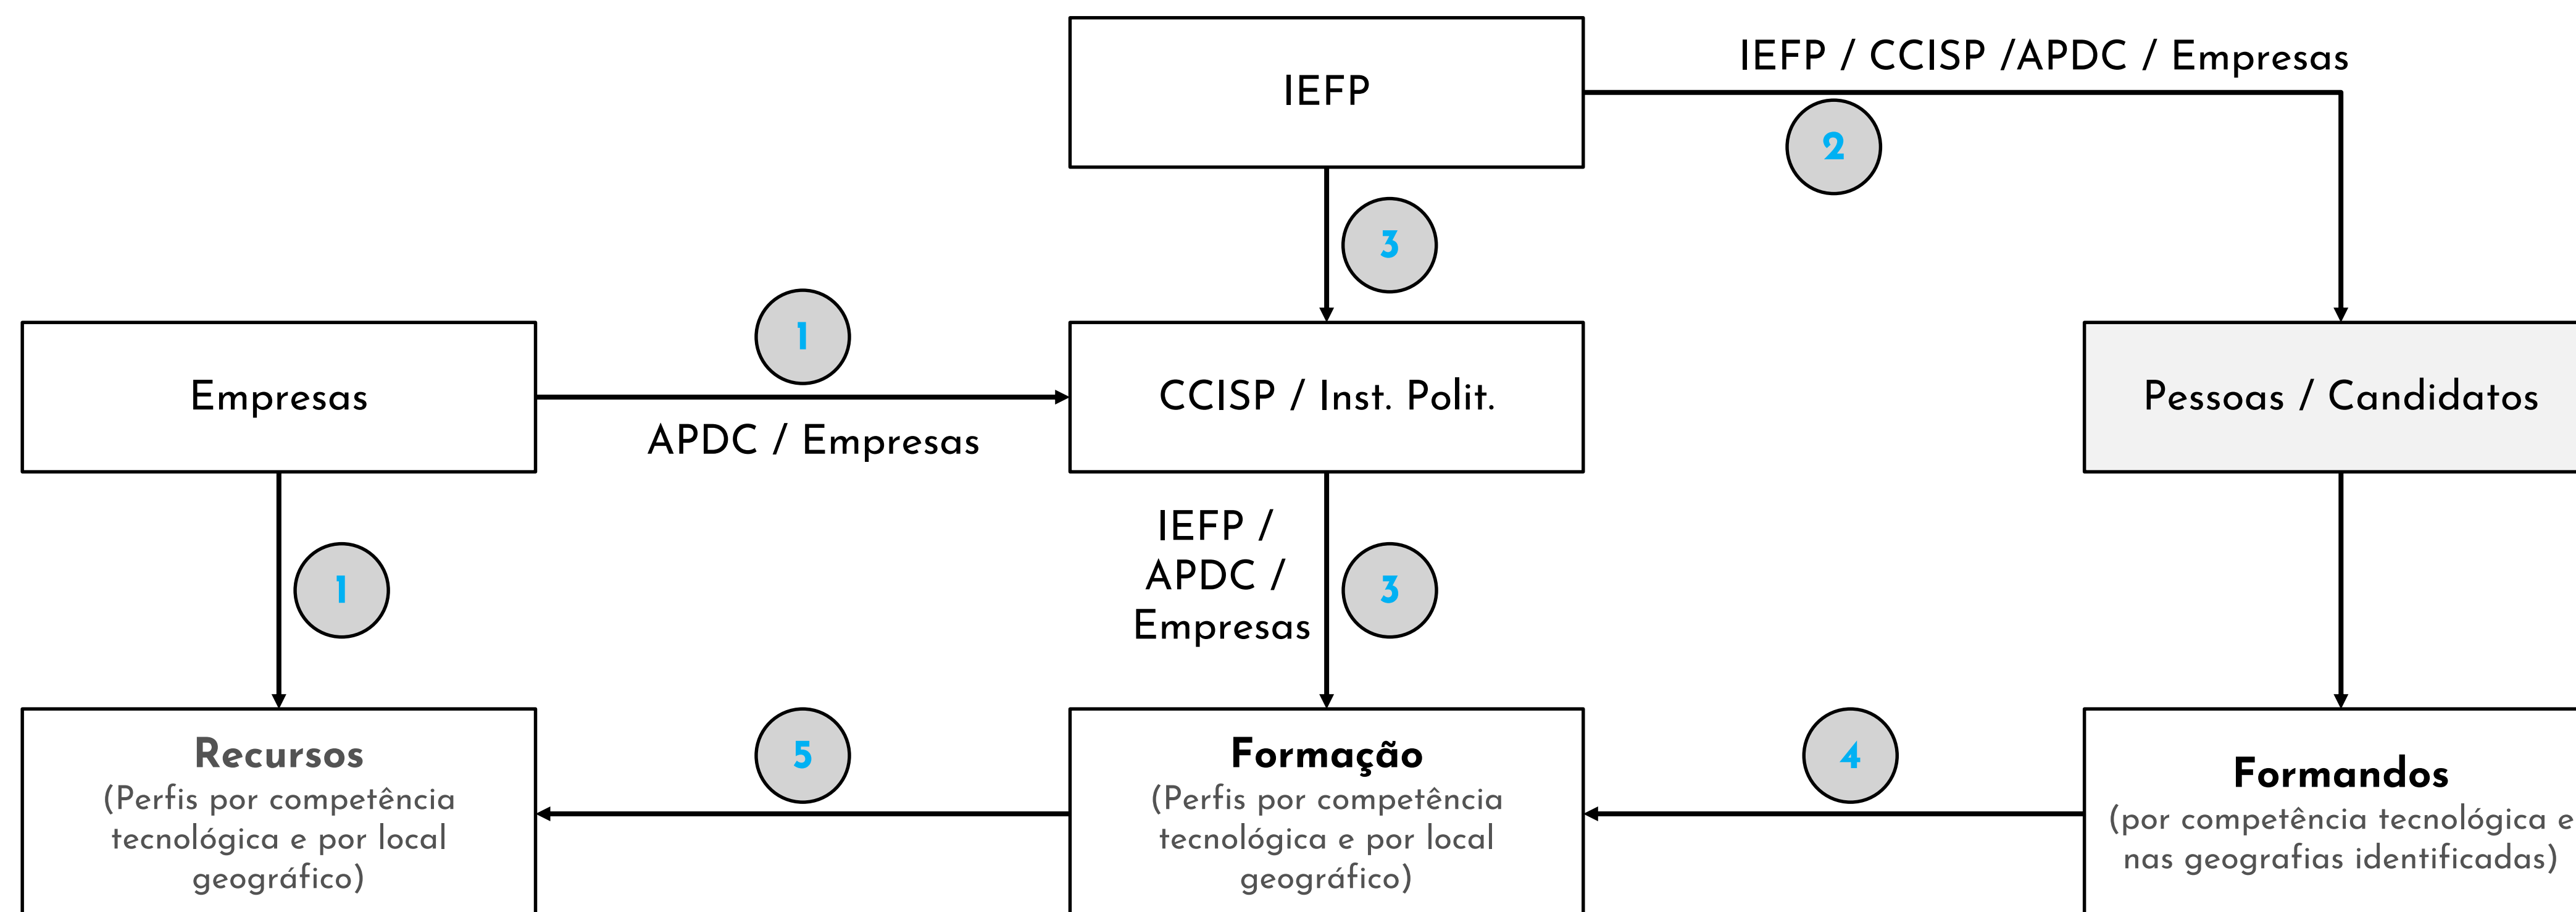 IEFP
IEFP / CCISP /APDC / Empresas
2
3
1
Empresas
CCISP / Inst. Polit.
Pessoas / Candidatos
APDC / Empresas
IEFP /
APDC /
Empresas
1
3
Recursos
(Perfis por competência
tecnológica e por local
geográfico)
5
Formação
(Perfis por competência
tecnológica e por local
geográfico)
4
Formandos
(por competência tecnológica e
nas geografias identificadas)